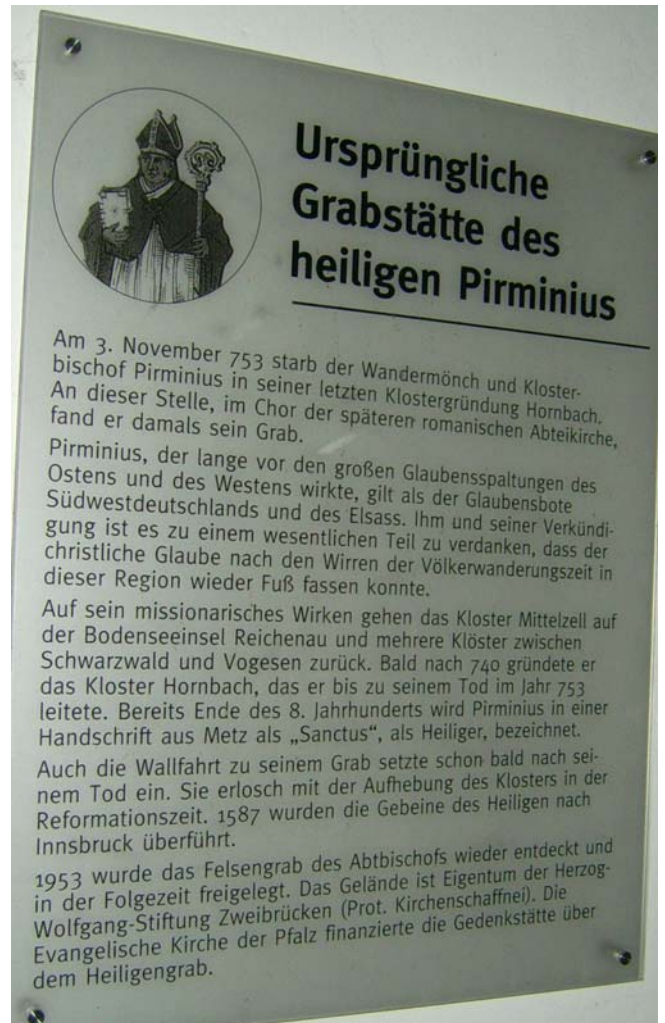 Ursprüngliche
Grabstätte des
heiligen Pirminius
Am 3. November 753 starb der Wandermönch und Kloster-
bischof Pirminius in seiner letzten Klostergründung Hornbach.
An dieser Stelle, im Chor der späteren romanischen Abteikirche,
fand er damals sein Grab.
Pirminius, der lange vor den großen Glaubensspaltungen des
Ostens und des Westens wirkte, gilt als der Glaubensbote
Südwestdeutschlands und des Elsass. Ihm und seiner Verkündi-
gung ist es zu einem wesentlichen Teil zu verdanken, dass der
christliche Glaube nach den Wirren der Völkerwanderungszeit in
dieser Region wieder Fuß fassen konnte.
Auf sein missionarisches Wirken gehen das Kloster Mittelzell auf
der Bodenseeinsel Reichenau und mehrere Klöster zwischen
Schwarzwald und Vogesen zurück. Bald nach 740 gründete er
das Kloster Hornbach, das er bis zu seinem Tod im Jahr 753
leitete. Bereits Ende des 8. Jahrhunderts wird Pirminius in einer
Handschrift aus Metz als „Sanctus“, als Heiliger, bezeichnet.
Auch die Wallfahrt zu seinem Grab setzte schon bald nach sei-
nem Tod ein. Sie erlosch mit der Aufhebung des Klosters in der
Reformationszeit. 1587 wurden die Gebeine des Heiligen nach
Innsbruck überführt.
1953 wurde das Felsengrab des Abtbischofs wieder entdeckt und
in der Folgezeit freigelegt. Das Gelände ist Eigentum der Herzog-
Wolfgang-Stiftung Zweibrücken (Prot. Kirchenschaffnei). Die
Evangelische Kirche der Pfalz finanzierte die Gedenkstätte über
dem Heiligengrab.